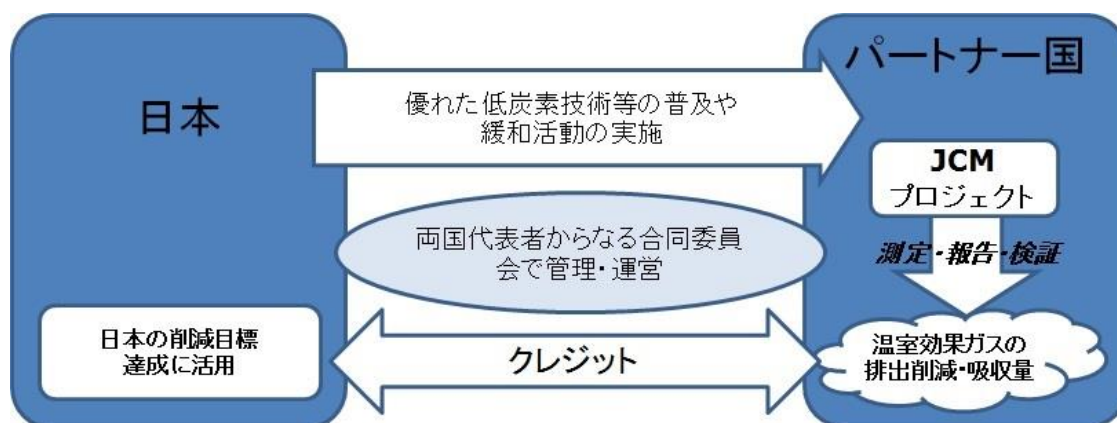 日本
パートナー国
優れた低炭素技術等の普及や
緩和活動の実施
JCM
プロジェクト
両国代表者からなる合同委員
会で管理・運営
測定・報告・検証
日本の削減目標
達成に活用
クレジット
温室効果ガスの
排出削減・吸収量